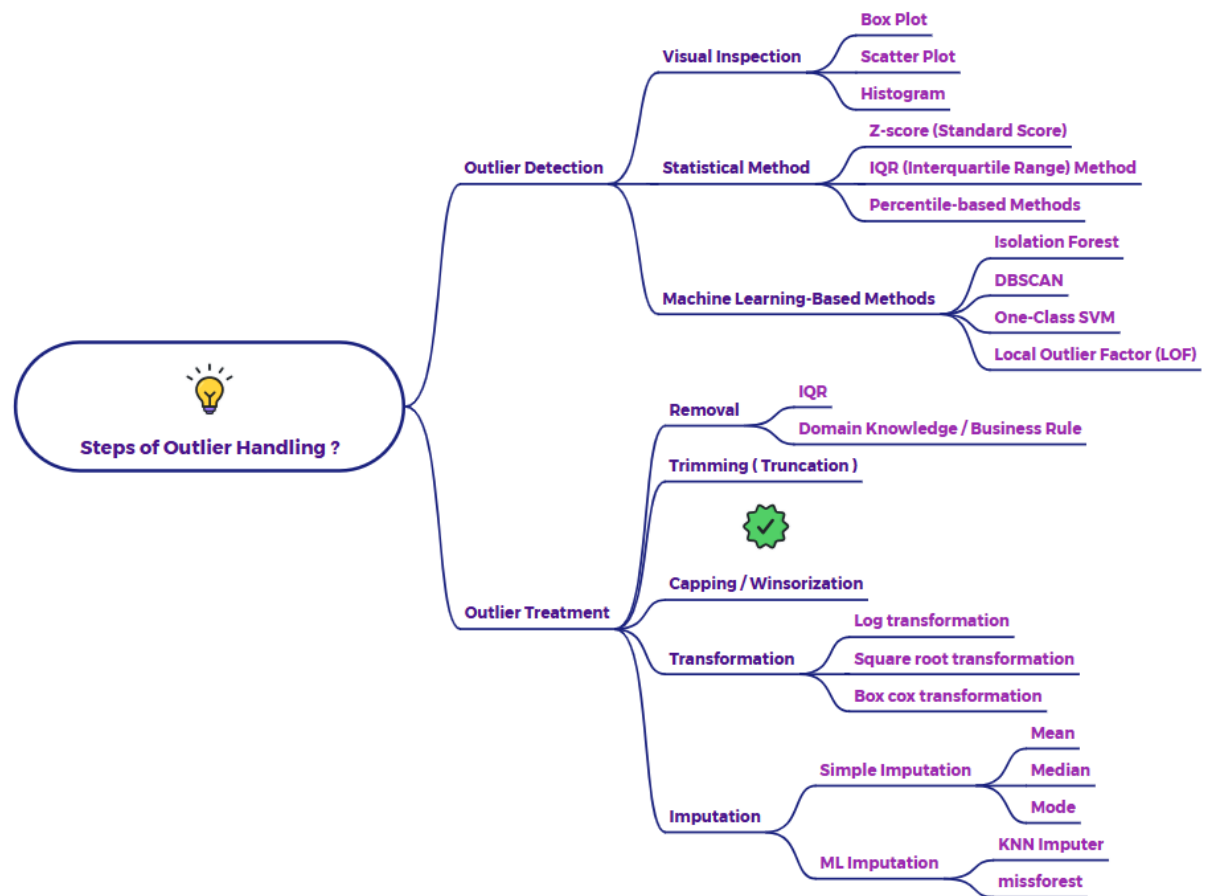 Steps of Outlier Handling ?
Outlier Detection
Visual Inspection
Box Plot
Scatter Plot
Histogram
Statistical Method
Z-score (Standard Score)
IQR (Interquartile Range) Method
Percentile-based Methods
Machine Learning-Based Methods
Isolation Forest
DBSCAN
One-Class SVM
Local Outlier Factor (LOF)
Outlier Treatment
Removal
IQR
Domain Knowledge / Business Rule
Trimming ( Truncation )
Capping / Winsorization
Transformation
Log transformation
Square root transformation
Box cox transformation
Imputation
Simple Imputation
Mean
Median
Mode
ML Imputation
KNN Imputer
missforest